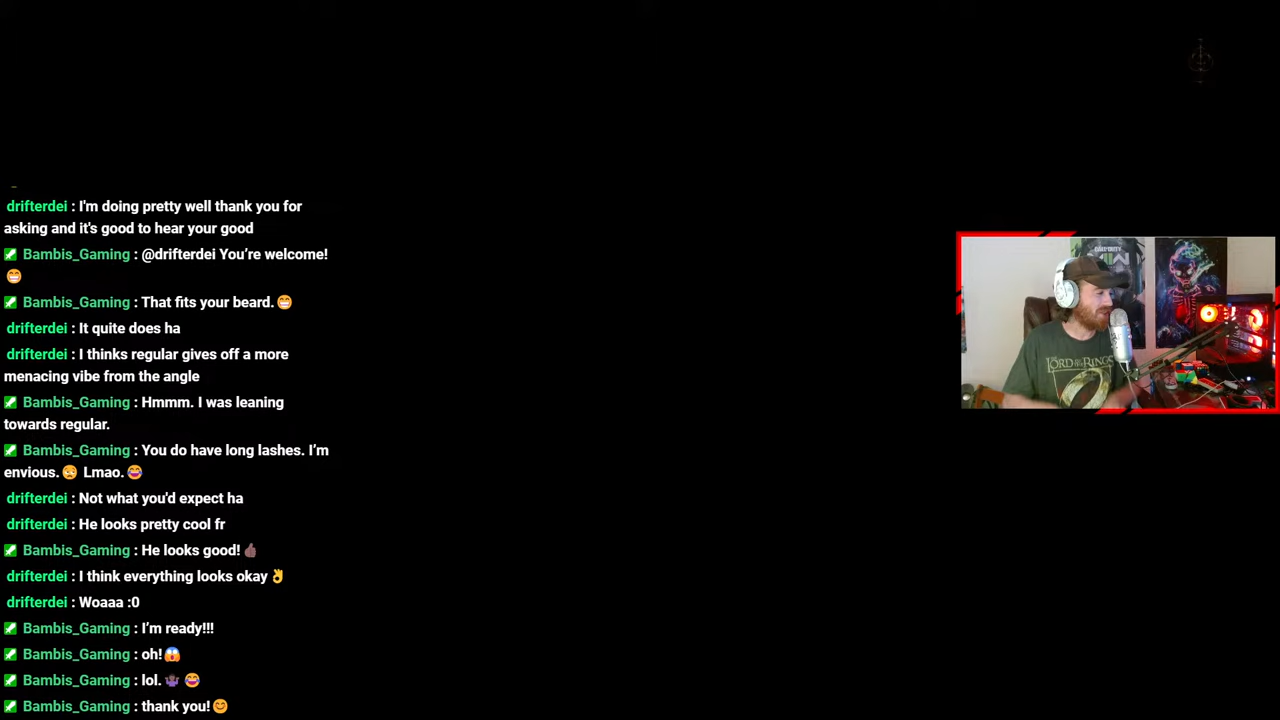 drifterdei : I'm doing pretty well thank you for
asking and it's good to hear your good
Bambis_Gaming : @drifterdei You’re welcome!
😁
Bambis_Gaming : That fits your beard.😁
drifterdei : It quite does ha
drifterdei : I thinks regular gives off a more
menacing vibe from the angle
Bambis_Gaming : Hmmm. I was leaning
towards regular.
Bambis_Gaming : You do have long lashes. I’m
envious.😳 Lmao.😂
drifterdei : Not what you'd expect ha
drifterdei : He looks pretty cool fr
Bambis_Gaming : He looks good!👍🏿
drifterdei : I think everything looks okay👌
drifterdei : Woaaa :0
Bambis_Gaming : I’m ready!!!
Bambis_Gaming : oh!😱
Bambis_Gaming : lol.🤷🏿‍♀️😂
Bambis_Gaming : thank you!😊
CALL OF DUTY
THE
LORD OF THE RINGS